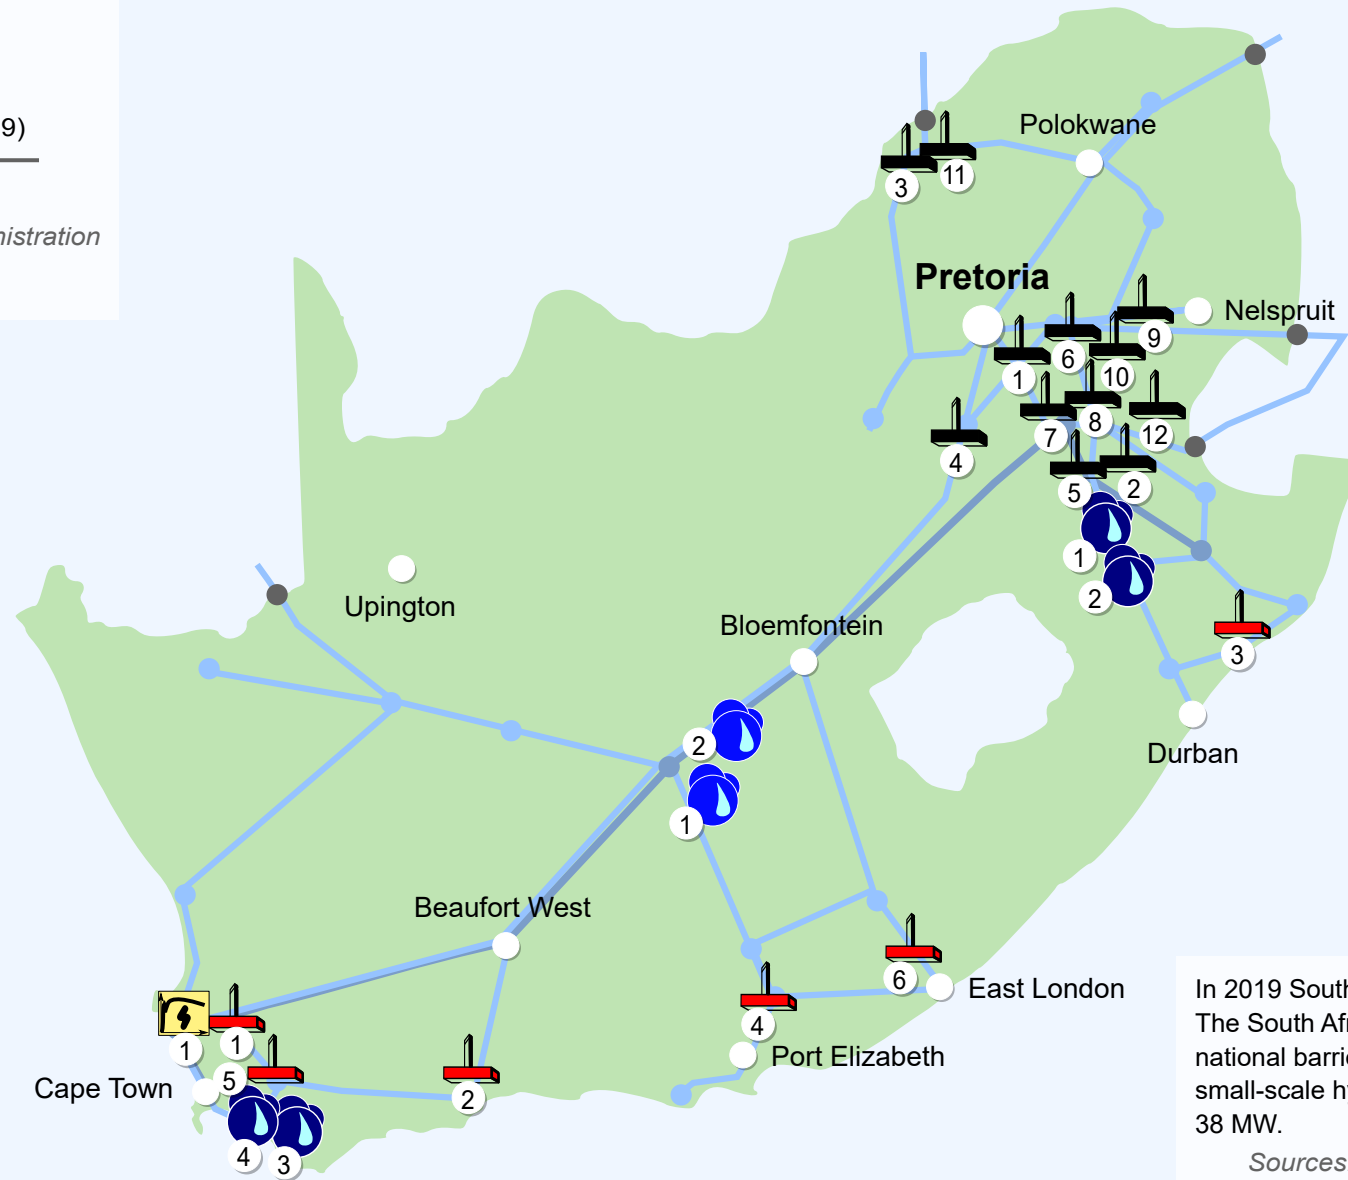 9)
nistration
Polokwane
3
11
Pretoria
Nelspruit
9
6
10
1
8
7
12
4
5
2
1
2
Upington
Bloemfontein
3
2
Durban
1
Beaufort West
6
East London
4
Port Elizabeth
1
1
5
2
Cape Town
4
3
In 2019 South
The South Afr
national barrie
small-scale hy
38 MW.
Sources